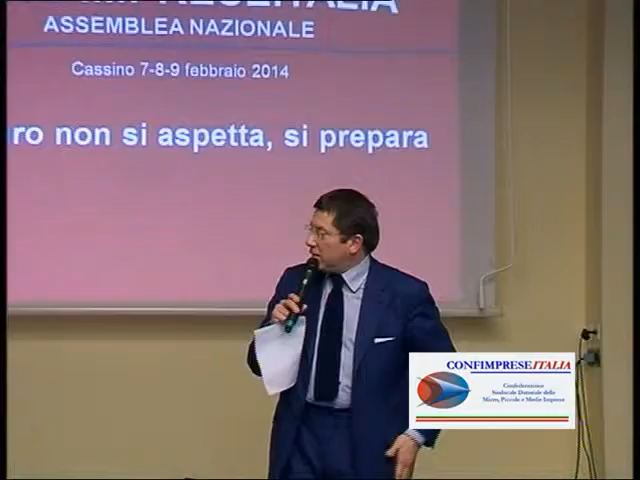 ASSEMBLEA NAZIONALE
Cassino 7-8-9 febbraio 2014
non si aspetta, si prepara
CONFIMPRESEITALIA
Confederazione
Sindacale Datoriale delle
Micro, Piccole e Medie Imprese